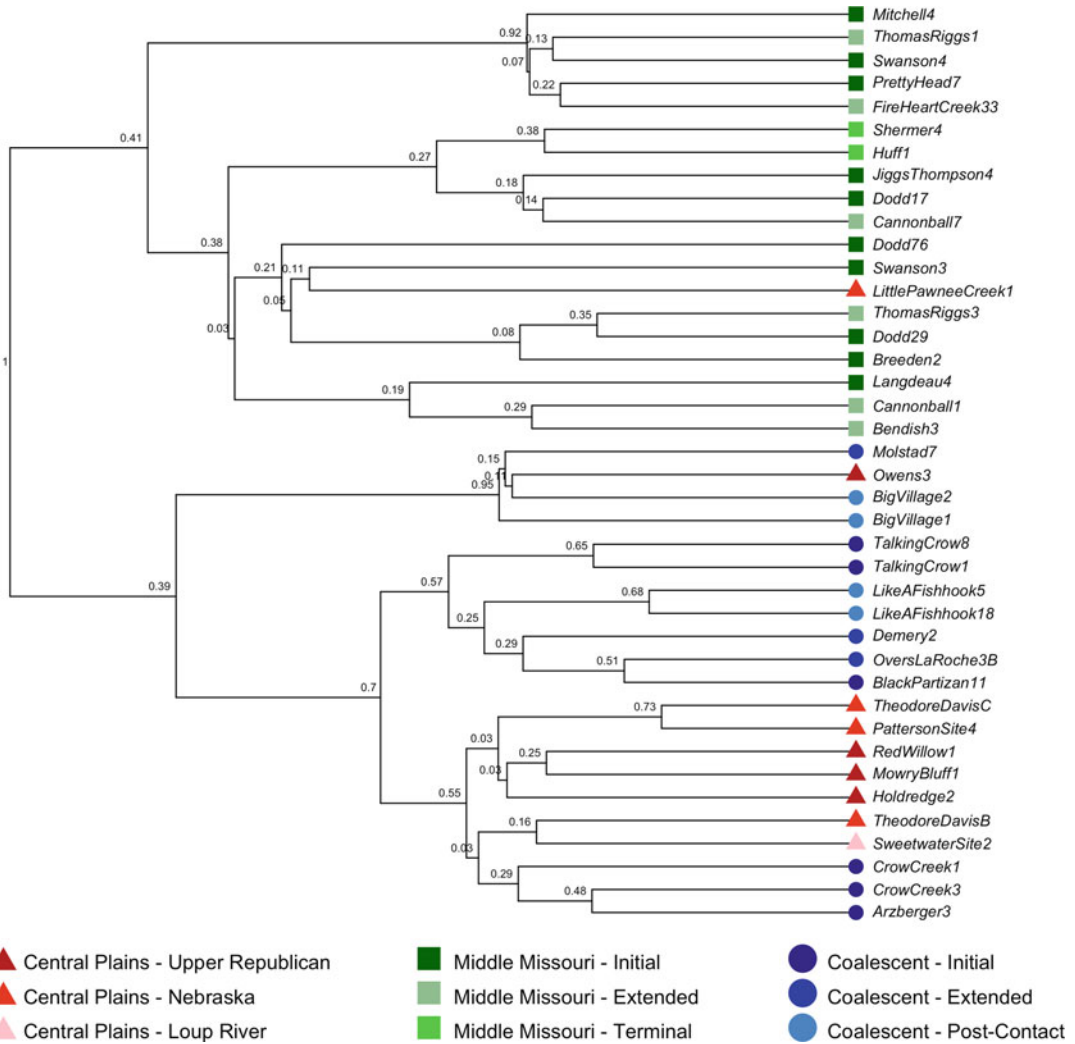 Mitchell4
0.92
0.13
ThomasRiggs1
0.07
Swanson4
PrettyHead7
0.22
FireHeartCreek33
0.41
Shermer4
0.38
Huff1
0.27
JiggsThompson4
0.18
Dodd17
0.14
Cannonball7
0.38
Dodd76
0.21
0.11
Swanson3
LittlePawneeCreek1
0.05
ThomasRiggs3
0.35
0.03
0.08
Dodd29
Breeden2
1
Langdeau4
0.19
Cannonball1
0.29
Bendish3
Molstad7
0.15
Owens3
0.11
0.95
BigVillage2
BigVillage1
TalkingCrow8
0.65
TalkingCrow1
0.57
0.39
LikeAFishhook5
0.68
LikeAFishhook18
0.25
Demery2
0.29
OversLaRoche3B
0.51
BlackPartizan11
0.7
TheodoreDavisC
0.73
PattersonSite4
0.03
RedWillow1
0.25
MowryBluff1
0.03
Holdredge2
0.55
TheodoreDavisB
0.16
SweetwaterSite2
0.03
CrowCreek1
0.29
CrowCreek3
0.48
Arzberger3
Central Plains - Upper Republican
Central Plains - Nebraska
Central Plains - Loup River
Middle Missouri - Initial
Middle Missouri - Extended
Middle Missouri - Terminal
Coalescent - Initial
Coalescent - Extended
Coalescent - Post-Contact